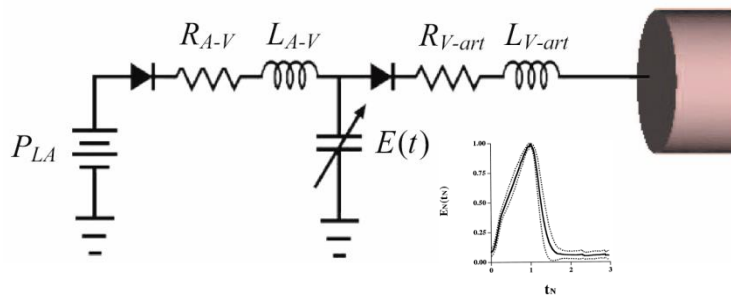 R_{A-V} L_{A-V} R_{V-art} L_{V-art}
P_{LA} E(t)
E_N(t_N)
1.00
0.75
0.50
0.25
0.00
0 1 2 3
t_N